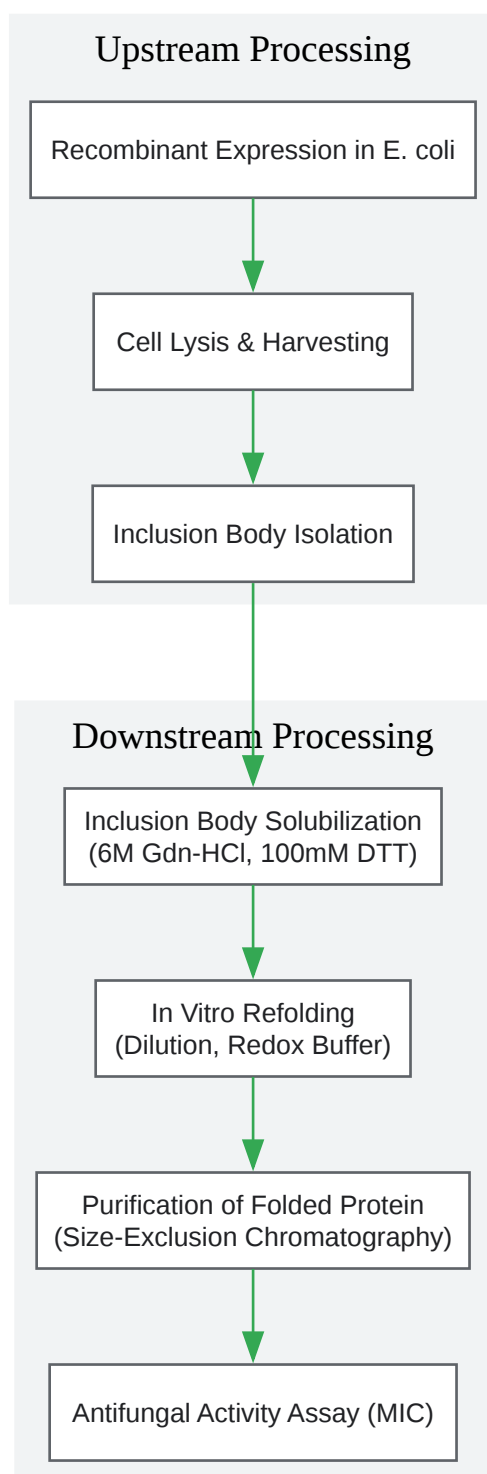 Upstream Processing
Recombinant Expression in E. coli
Cell Lysis & Harvesting
Inclusion Body Isolation
Downstream Processing
Inclusion Body Solubilization
(6M Gdn-HCl, 100mM DTT)
In Vitro Refolding
(Dilution, Redox Buffer)
Purification of Folded Protein
(Size-Exclusion Chromatography)
Antifungal Activity Assay (MIC)